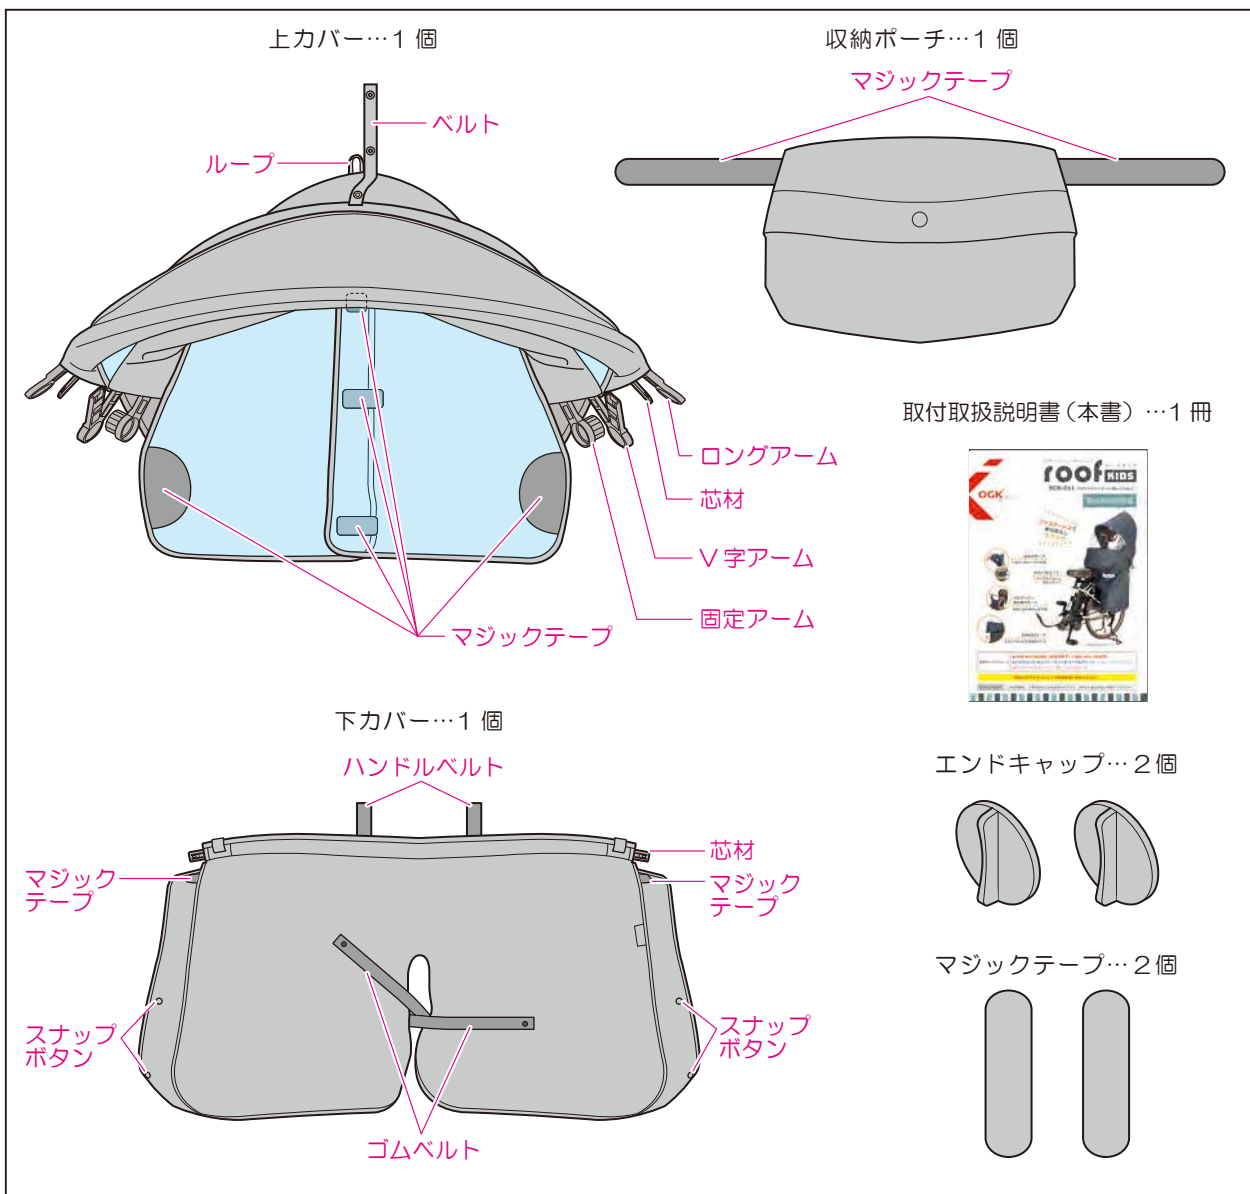 上カバー…1 個
ベルト
ループ
ロングアーム
芯材
V 字アーム
固定アーム
マジックテープ
収納ポーチ…1 個
マジックテープ
取付取扱説明書（本書）…1 冊
OGK
roof KIDS
下カバー…1 個
ハンドルベルト
芯材
マジック
テープ
マジック
テープ
スナップ
ボタン
スナップ
ボタン
ゴムベルト
エンドキャップ…２個
マジックテープ…２個